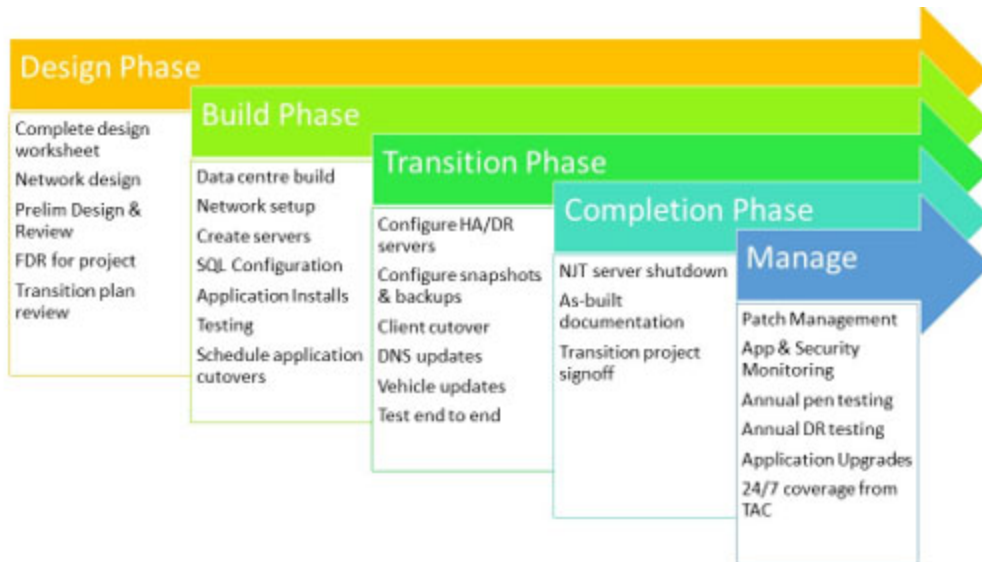 Design Phase
Complete design
worksheet
Network design
Prelim Design &
Review
FDR for project
Transition plan
review
Build Phase
Data centre build
Network setup
Create servers
SQL Configuration
Application Installs
Testing
Schedule application
cutovers
Transition Phase
Configure HA/DR
servers
Configure snapshots
& backups
Client cutover
DNS updates
Vehicle updates
Test end to end
Completion Phase
NJT server shutdown
As-built
documentation
Transition project
signoff
Manage
Patch Management
App & Security
Monitoring
Annual pen testing
Annual DR testing
Application Upgrades
24/7 coverage from
TAC